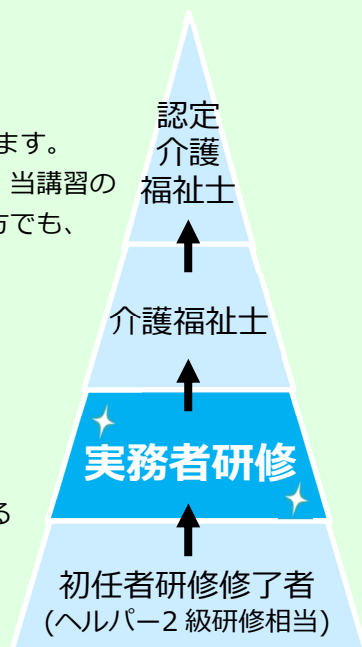 認定
介護
福祉士
ます。
当講習の
方でも、
介護福祉士
実務者研修
る
初任者研修修了者
(ヘルパー2 級研修相当)